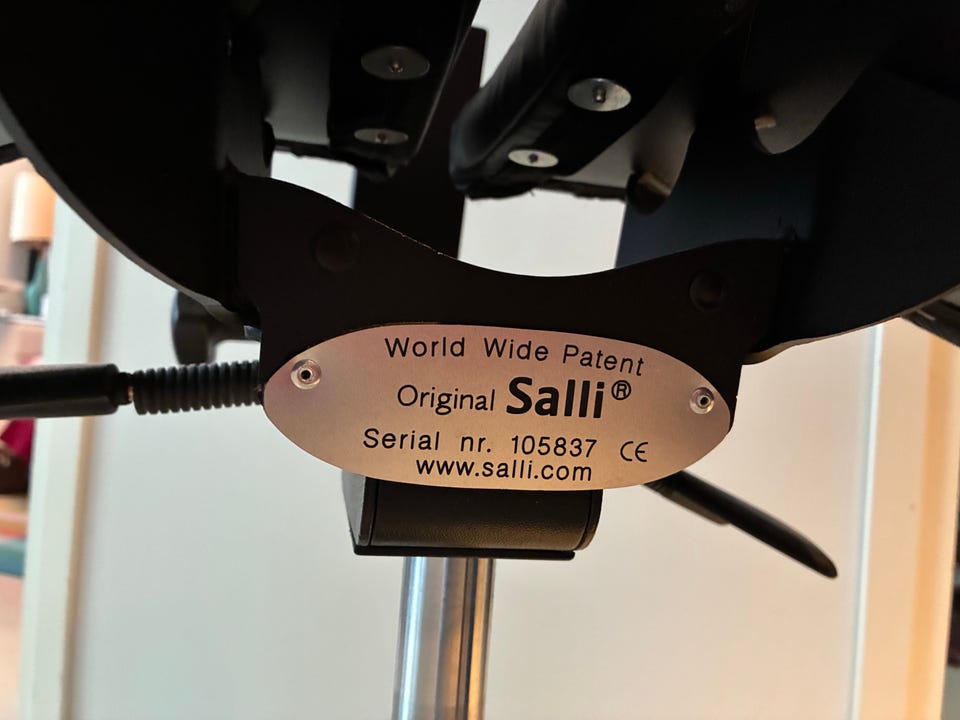 World Wide Patent
Original Salli®
Serial nr. 105837 CE
www.salli.com